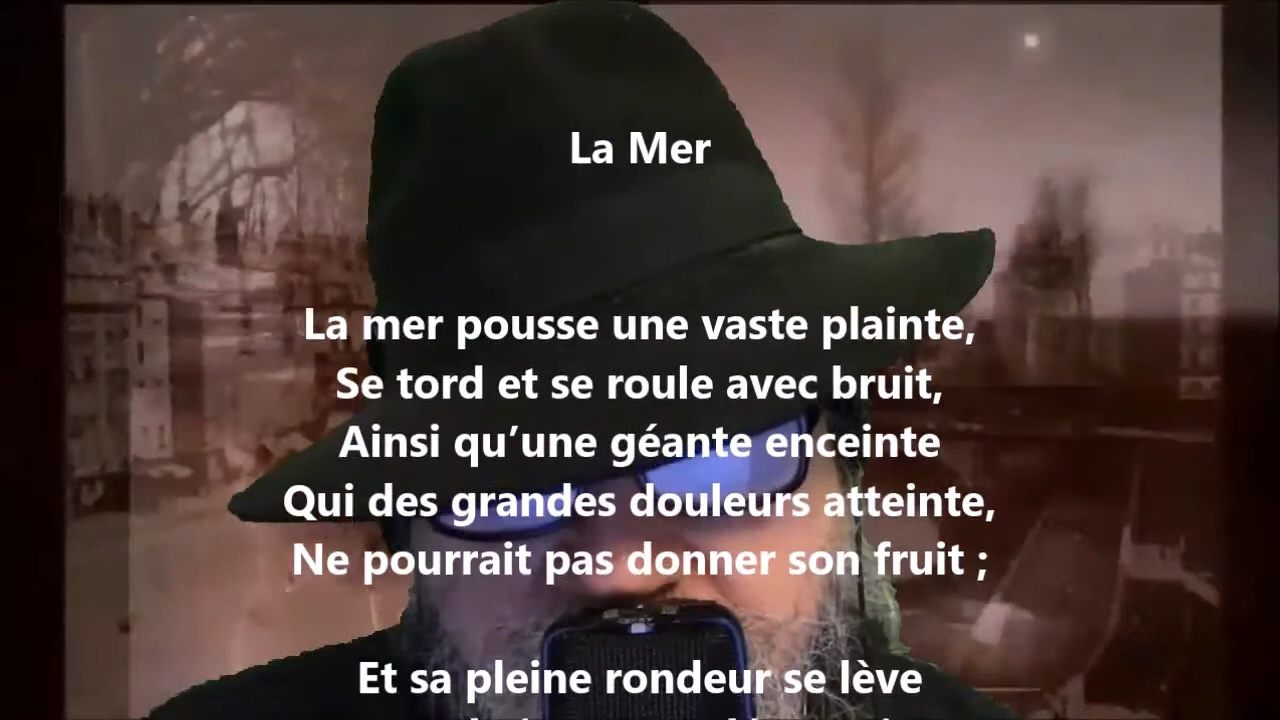 La Mer
La mer pousse une vaste plainte,
Se tord et se roule avec bruit,
Ainsi qu’une géante enceinte
Qui des grandes douleurs atteinte,
Ne pourrait pas donner son fruit ;
Et sa pleine rondeur se lève